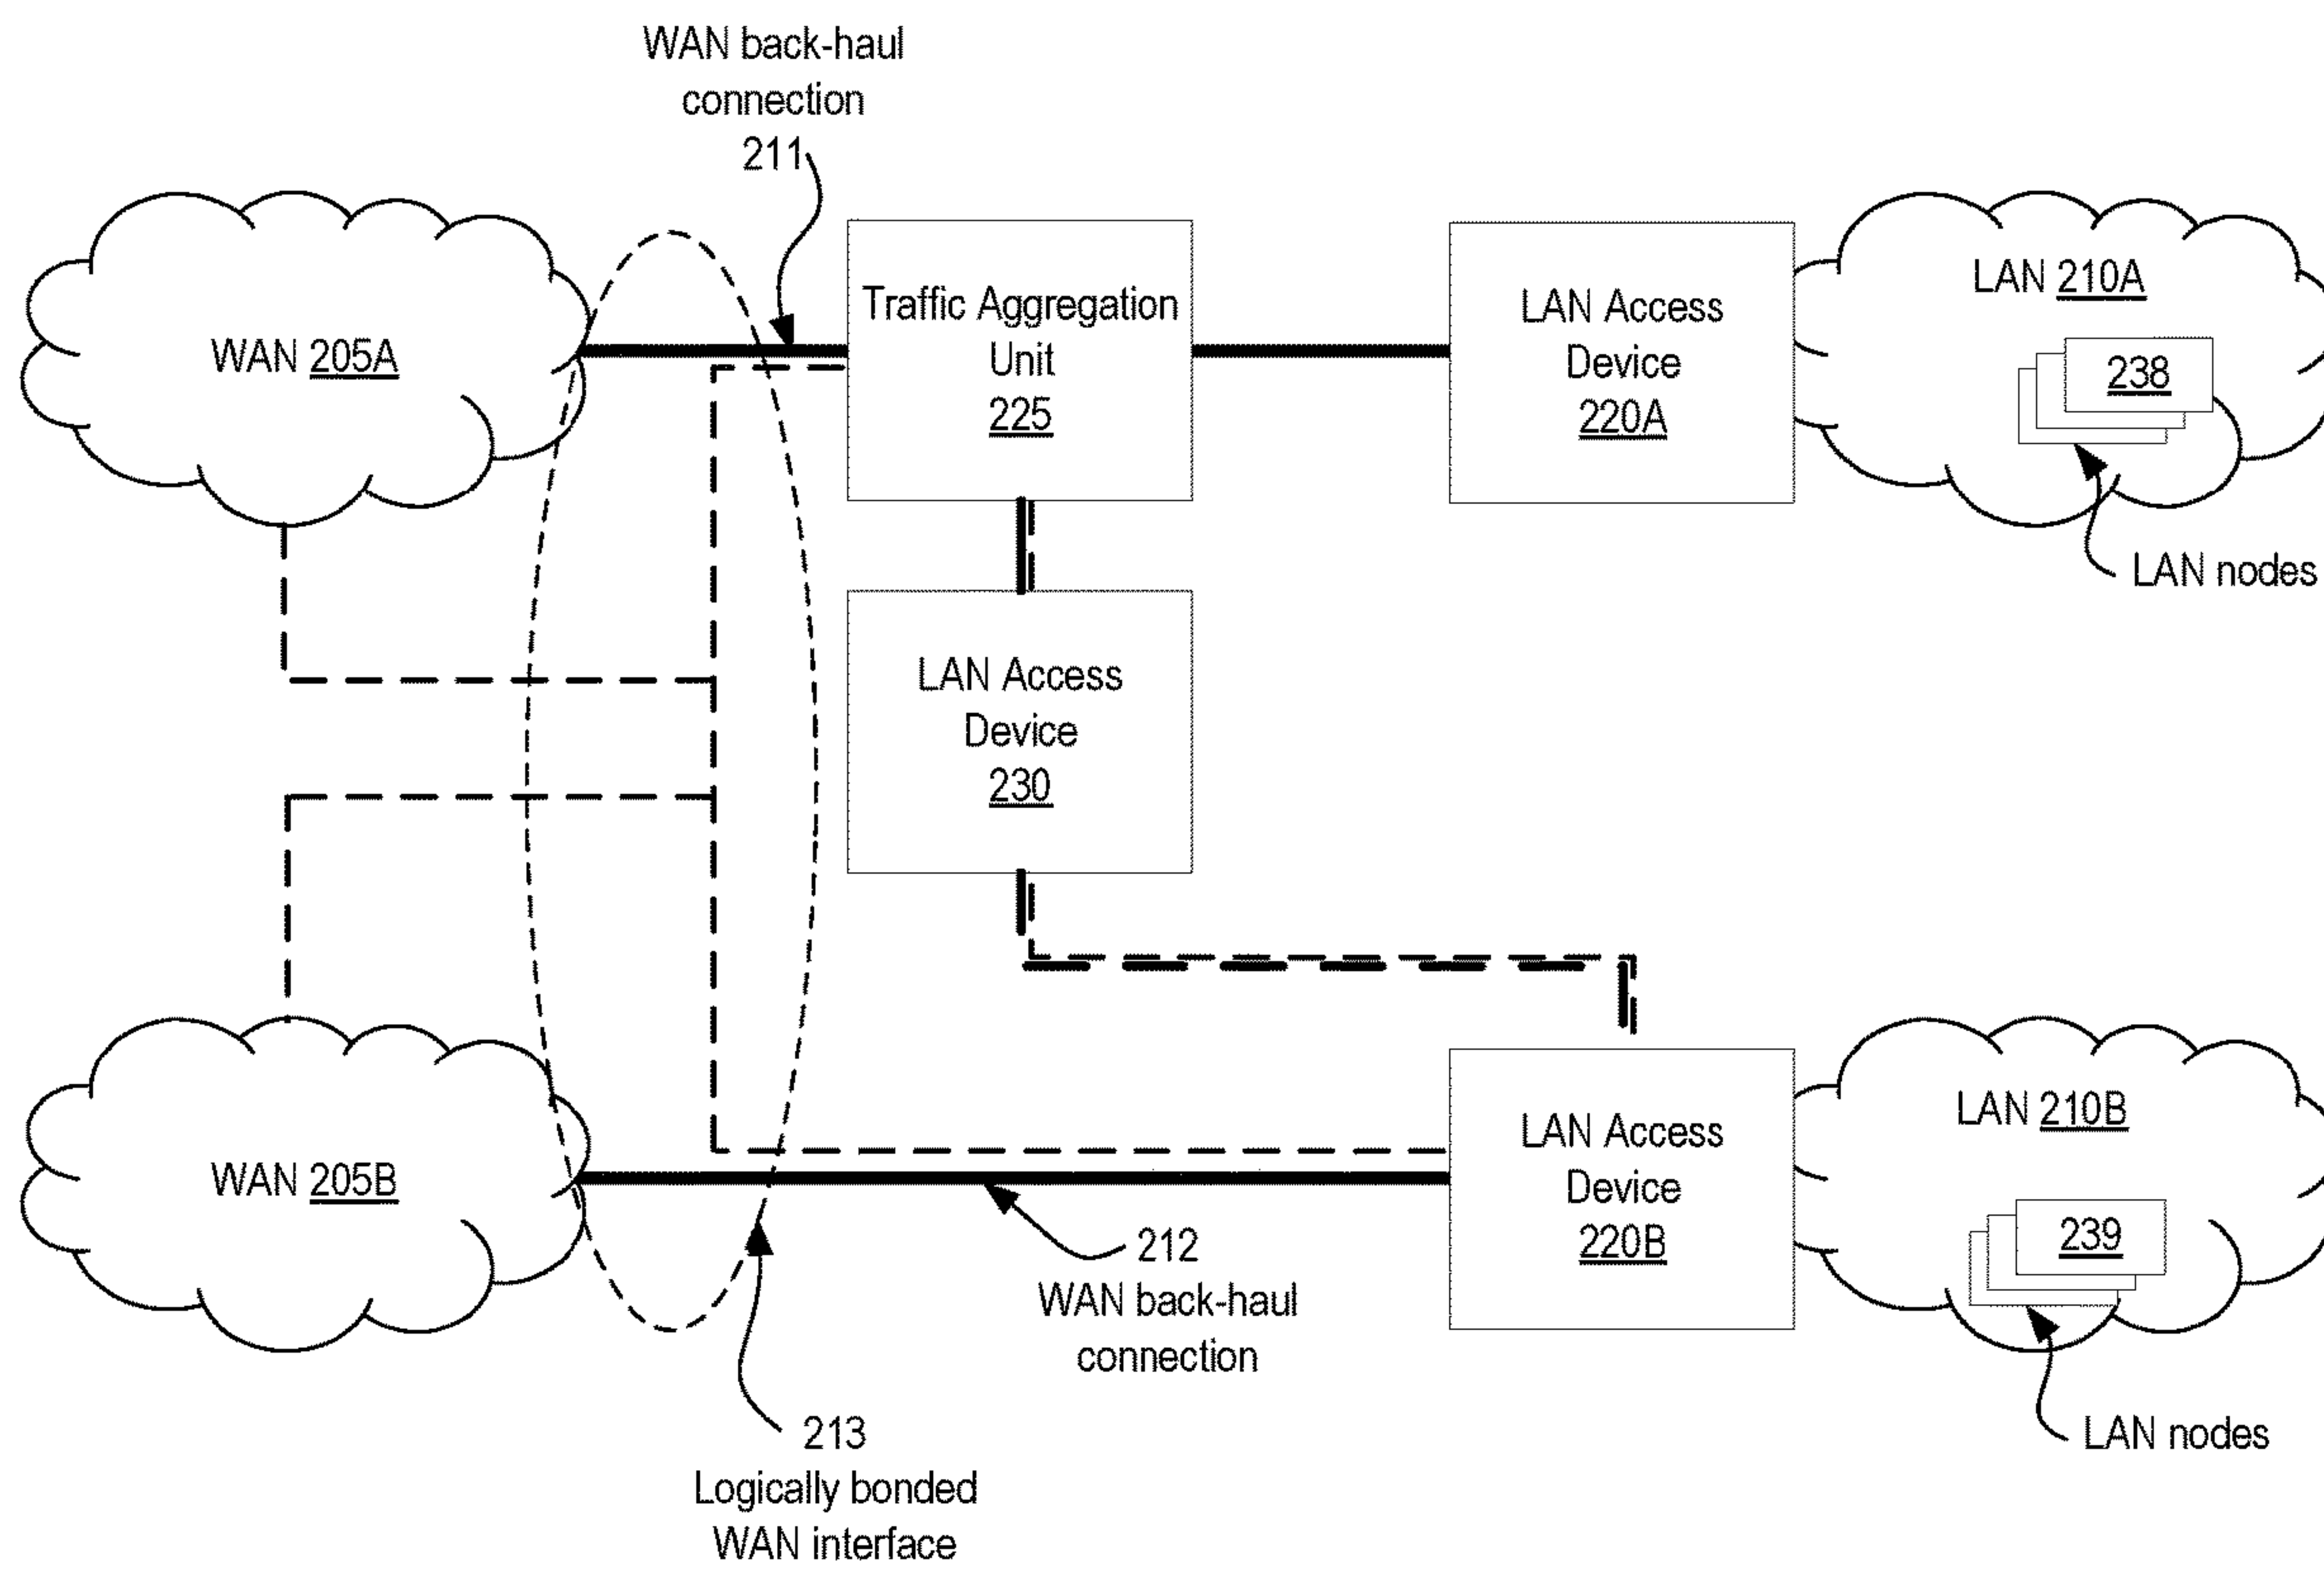 WAN back-haul
connection
211
WAN 205A
Traffic Aggregation
Unit
225
LAN Access
Device
220A
LAN 210A
238
LAN nodes
LAN Access
Device
230
WAN 205B
LAN Access
Device
220B
LAN 210B
239
LAN nodes
212
WAN back-haul
connection
213
Logically bonded
WAN interface